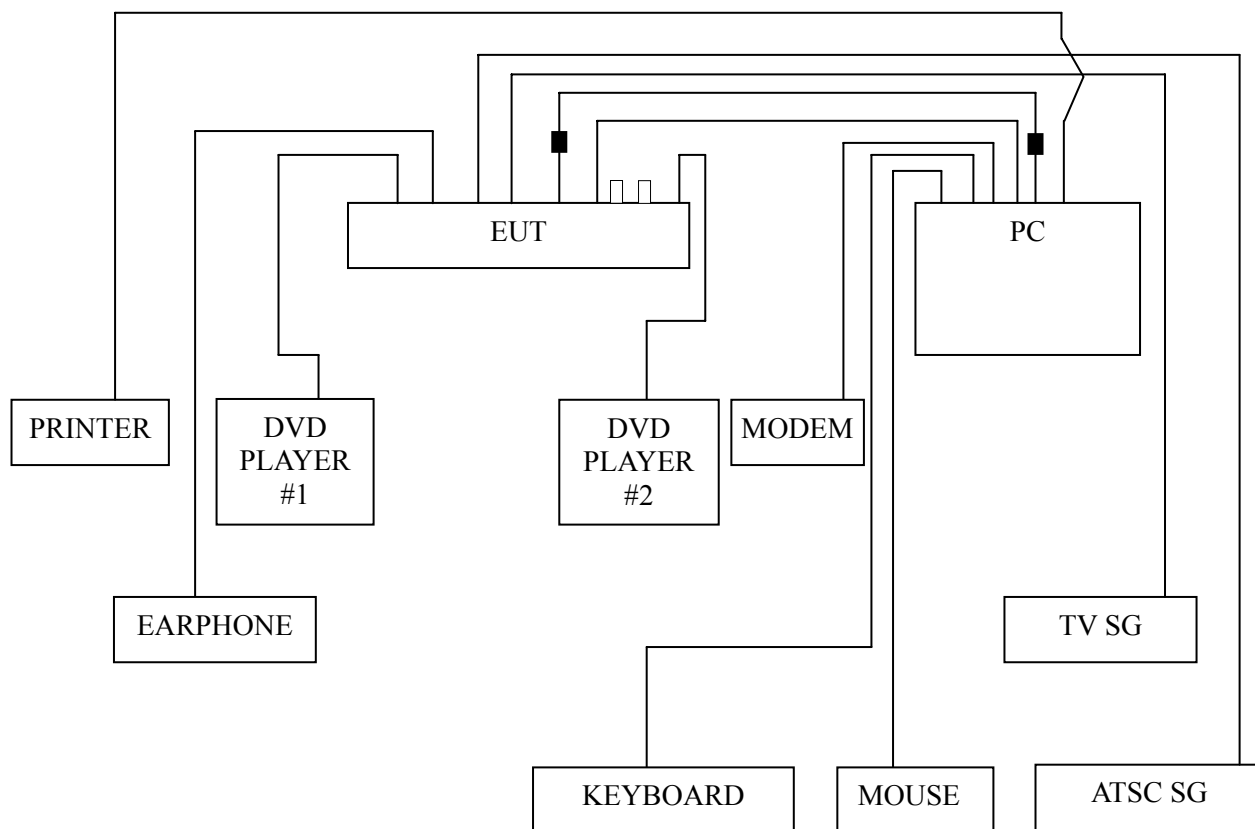 EUT
PC
PRINTER
DVD
PLAYER
#1
DVD
PLAYER
#2
MODEM
EARPHONE
TV SG
KEYBOARD
MOUSE
ATSC SG